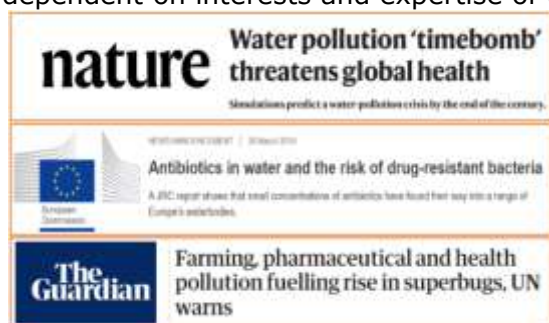 dependent on interests and expertise of
nature
Water pollution ‘timebomb’
threatens global health
Simulations predict a water-pollution crisis by the end of the century.
NEWS ANNOUNCEMENT |
Antibiotics in water and the risk of drug-resistant bacteria
A JRC report shows that small concentrations of antibiotics have found their way into a range of
Europe's waterbodies.
European
Commission
The
Guardian
Farming, pharmaceutical and health
pollution fuelling rise in superbugs, UN
warns